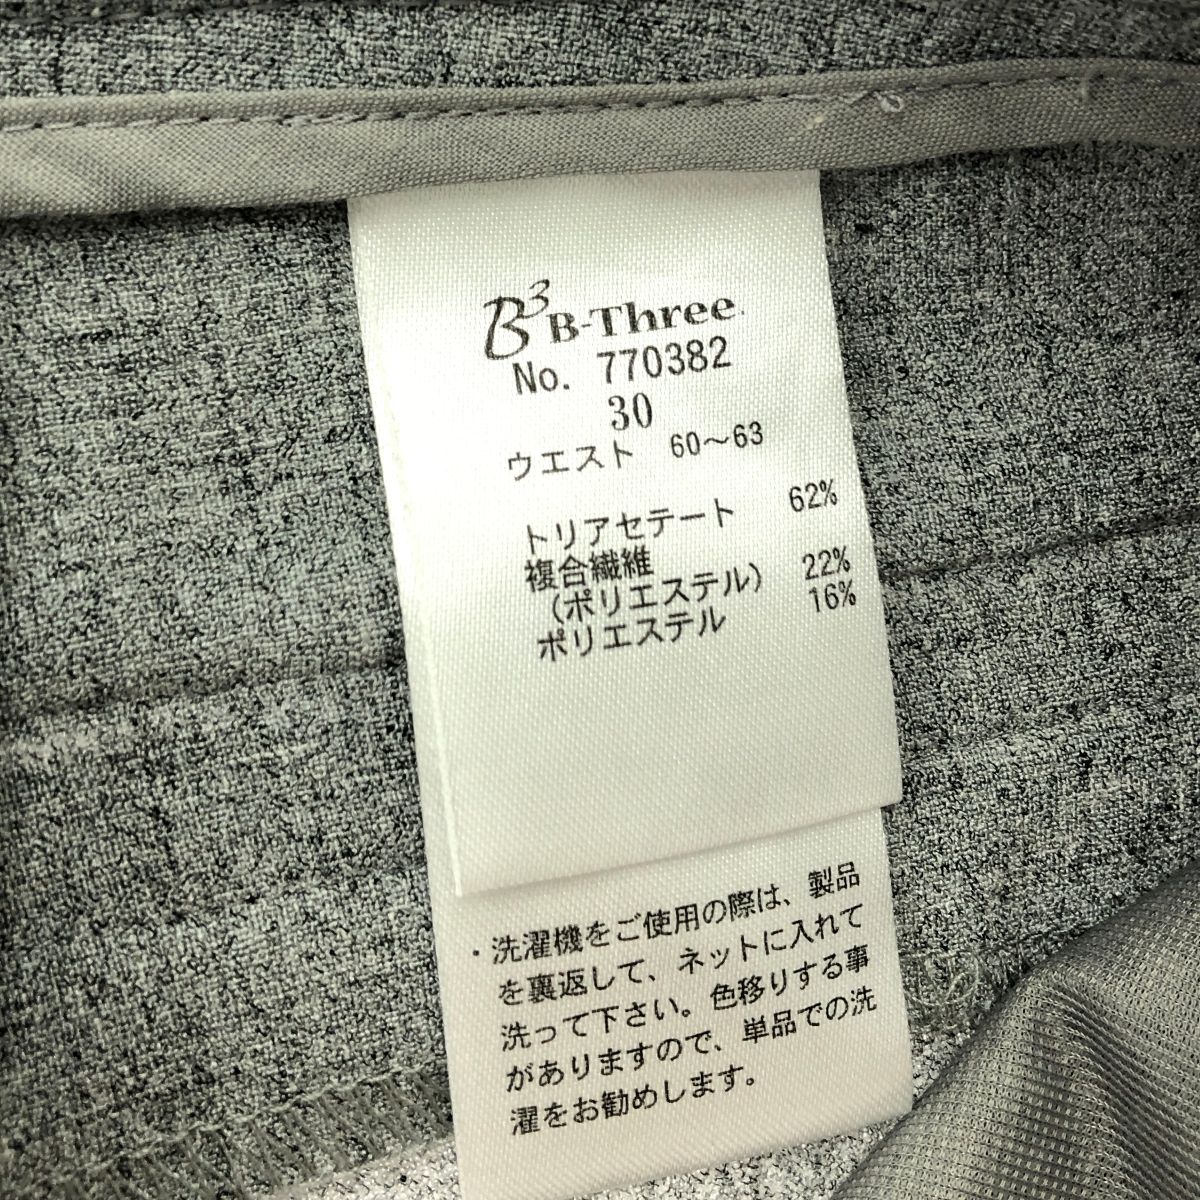 B³ B-Three
No. 770382
30
ウエスト 60～63
トリアセテート 62%
複合繊維
(ポリエステル) 22%
ポリエステル 16%
・洗濯機をご使用の際は、製品
を裏返して、ネットに入れて
洗って下さい。色移りする事
がありますので、単品での洗
濯をお勧めします。